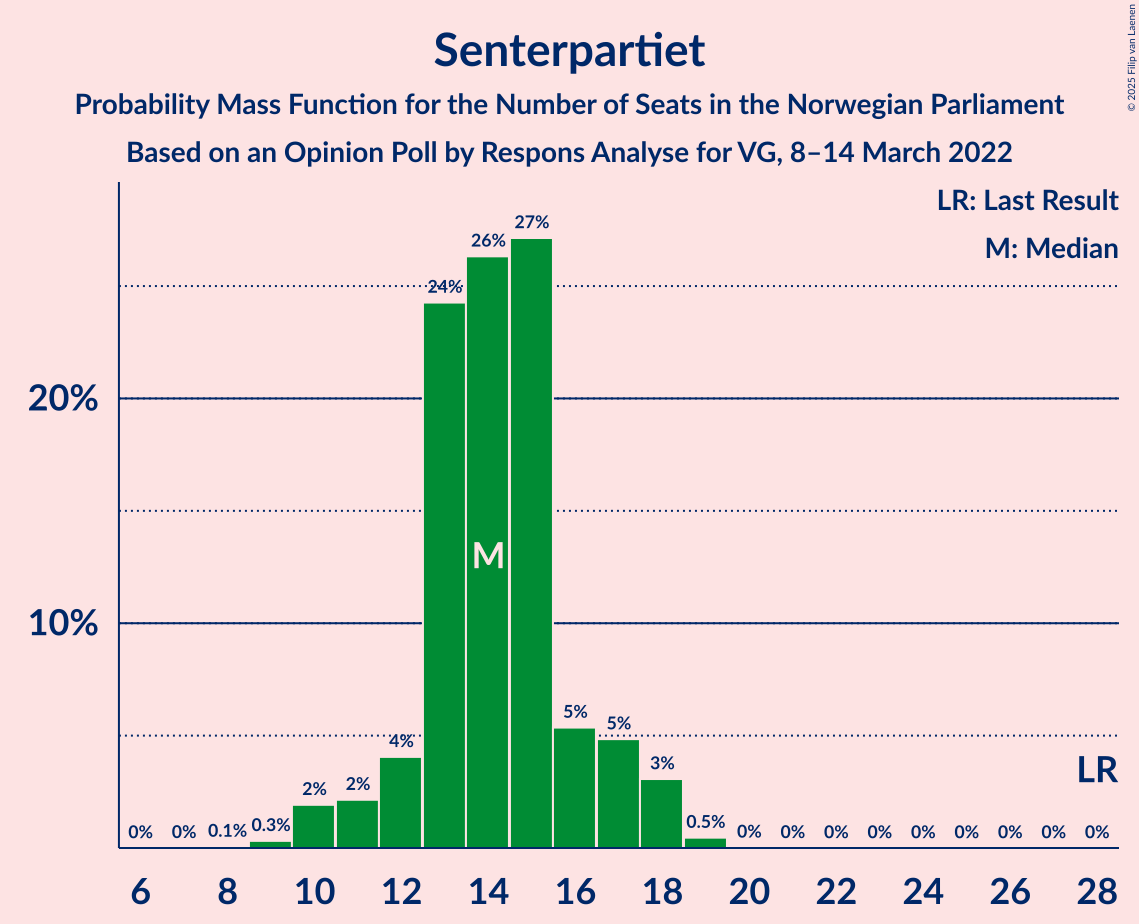 Senterpartiet
Probability Mass Function for the Number of Seats in the Norwegian Parliament
Based on an Opinion Poll by Respons Analyse for VG, 8–14 March 2022
© 2025 Filip van Laenen
LR: Last Result
M: Median
20%
10%
0% 0% 0.1% 0.3% 2% 2% 4% 24% 26% 27% 5% 5% 3% 0.5% 0% 0% 0% 0% 0% 0% 0% 0% 0%
M
LR
6 8 10 12 14 16 18 20 22 24 26 28